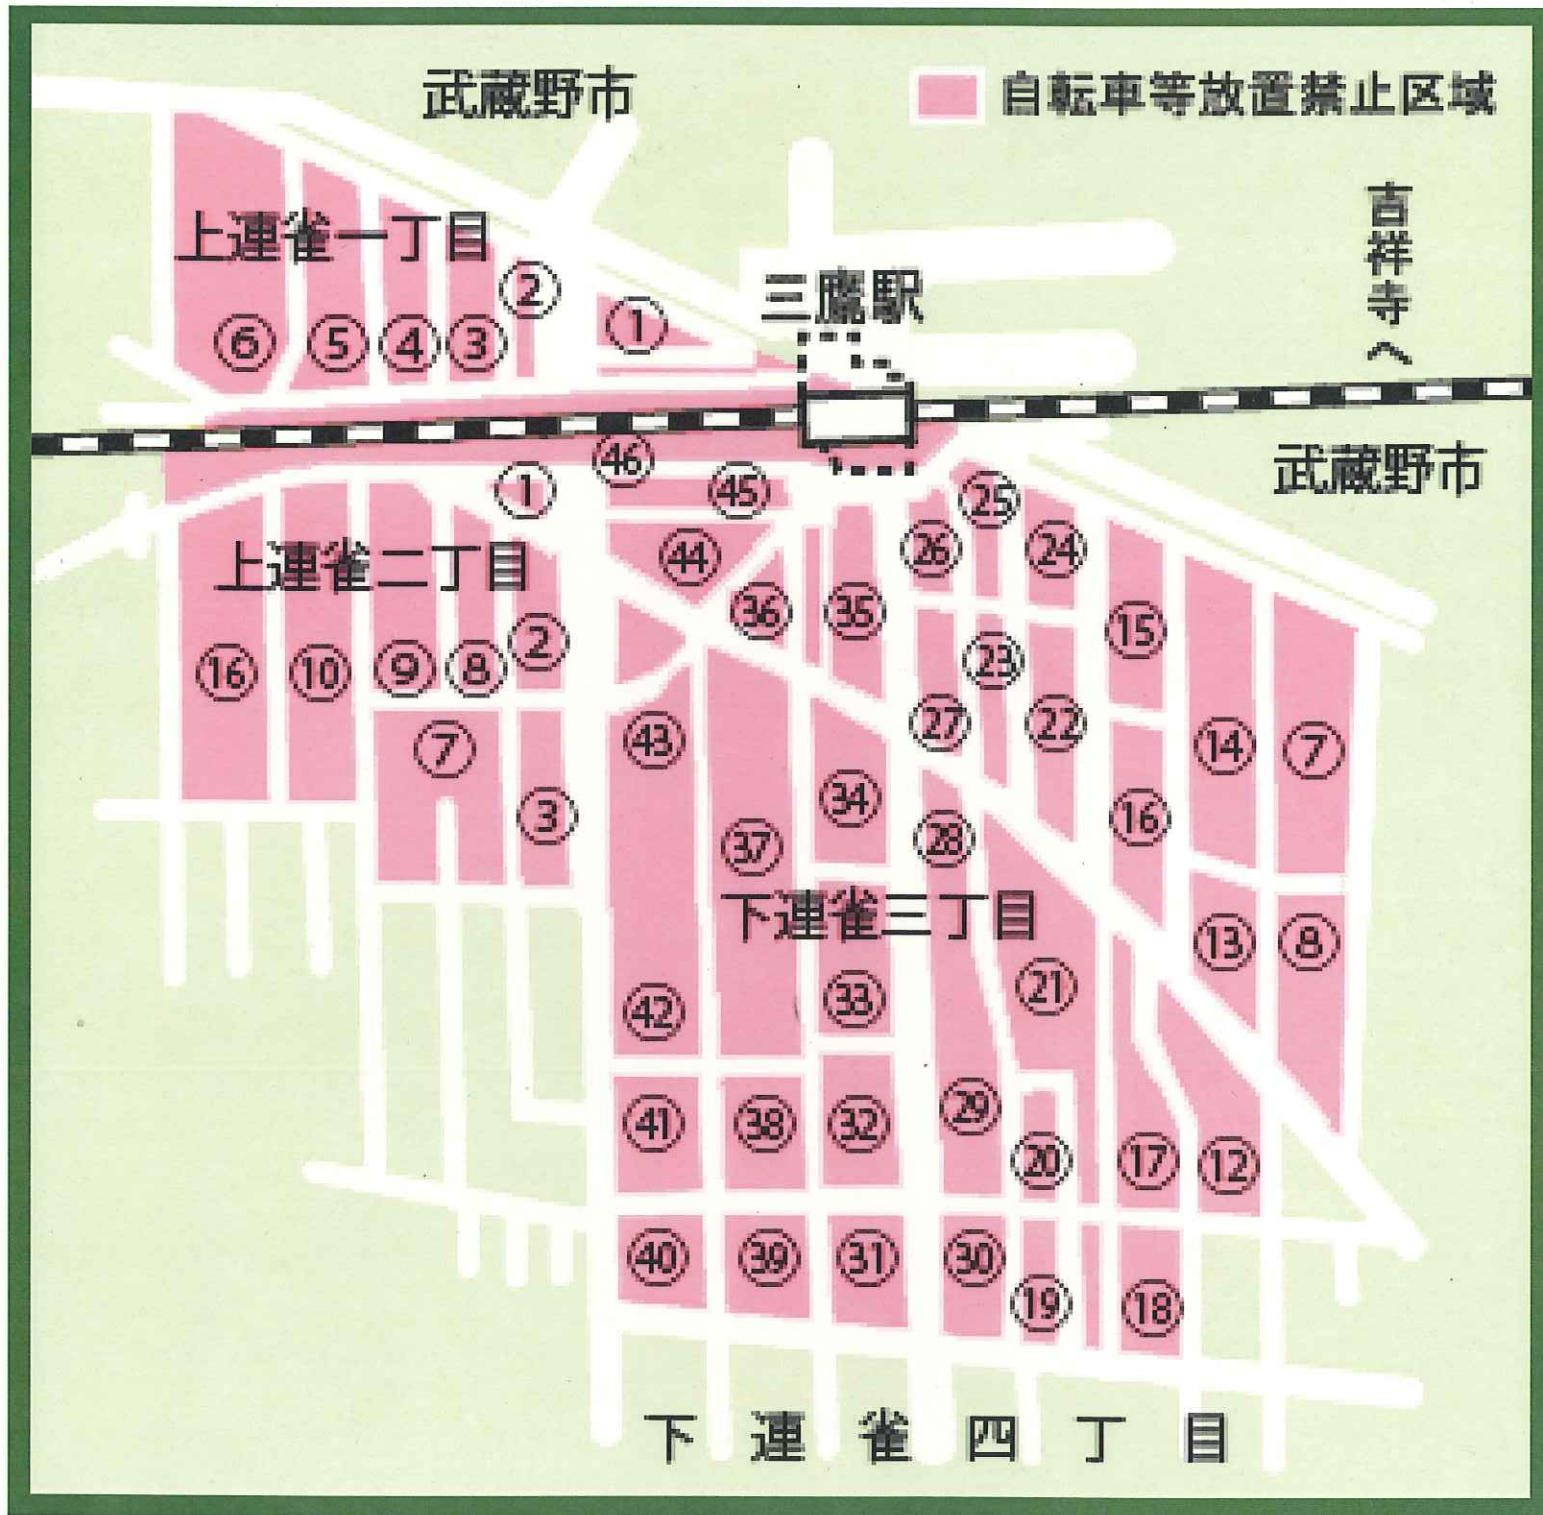 武蔵野市
自転車等放置禁止区域
吉祥寺へ
上連雀一丁目
②
①
三鷹駅
⑥ ⑤ ④ ③
武蔵野市
㊻
① ㊺ ㉕
㊹ ㉖ ㉔
上連雀二丁目
㊱ ㉟ ⑮
② ㉓
⑯ ⑩ ⑨ ⑧
㊸ ㉗ ㉒ ⑭ ⑦
⑦
③ ㉞ ⑯
㊲ ㉘
下連雀三丁目
⑬ ⑧
㊷ ㉝ ㉑
㊶ ㊳ ㉜ ㉙
⑳ ⑰ ⑫
㊵ ㊴ ㉛ ㉚
⑲ ⑱
下連雀四丁目